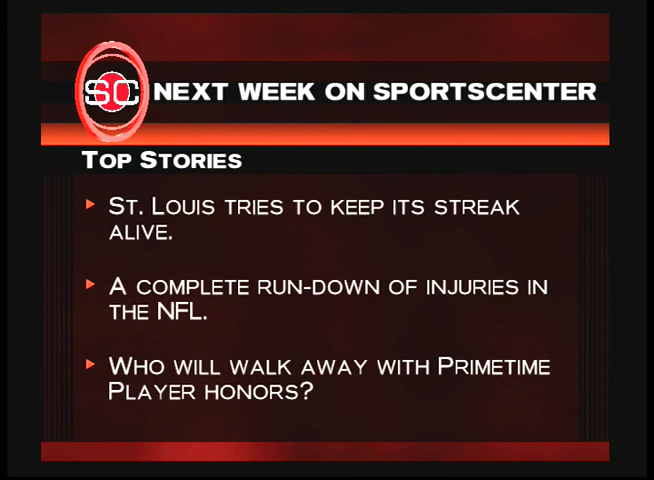 SC NEXT WEEK ON SPORTSCENTER
TOP STORIES
ST. LOUIS TRIES TO KEEP ITS STREAK
ALIVE.
A COMPLETE RUN-DOWN OF INJURIES IN
THE NFL.
WHO WILL WALK AWAY WITH PRIMETIME
PLAYER HONORS?